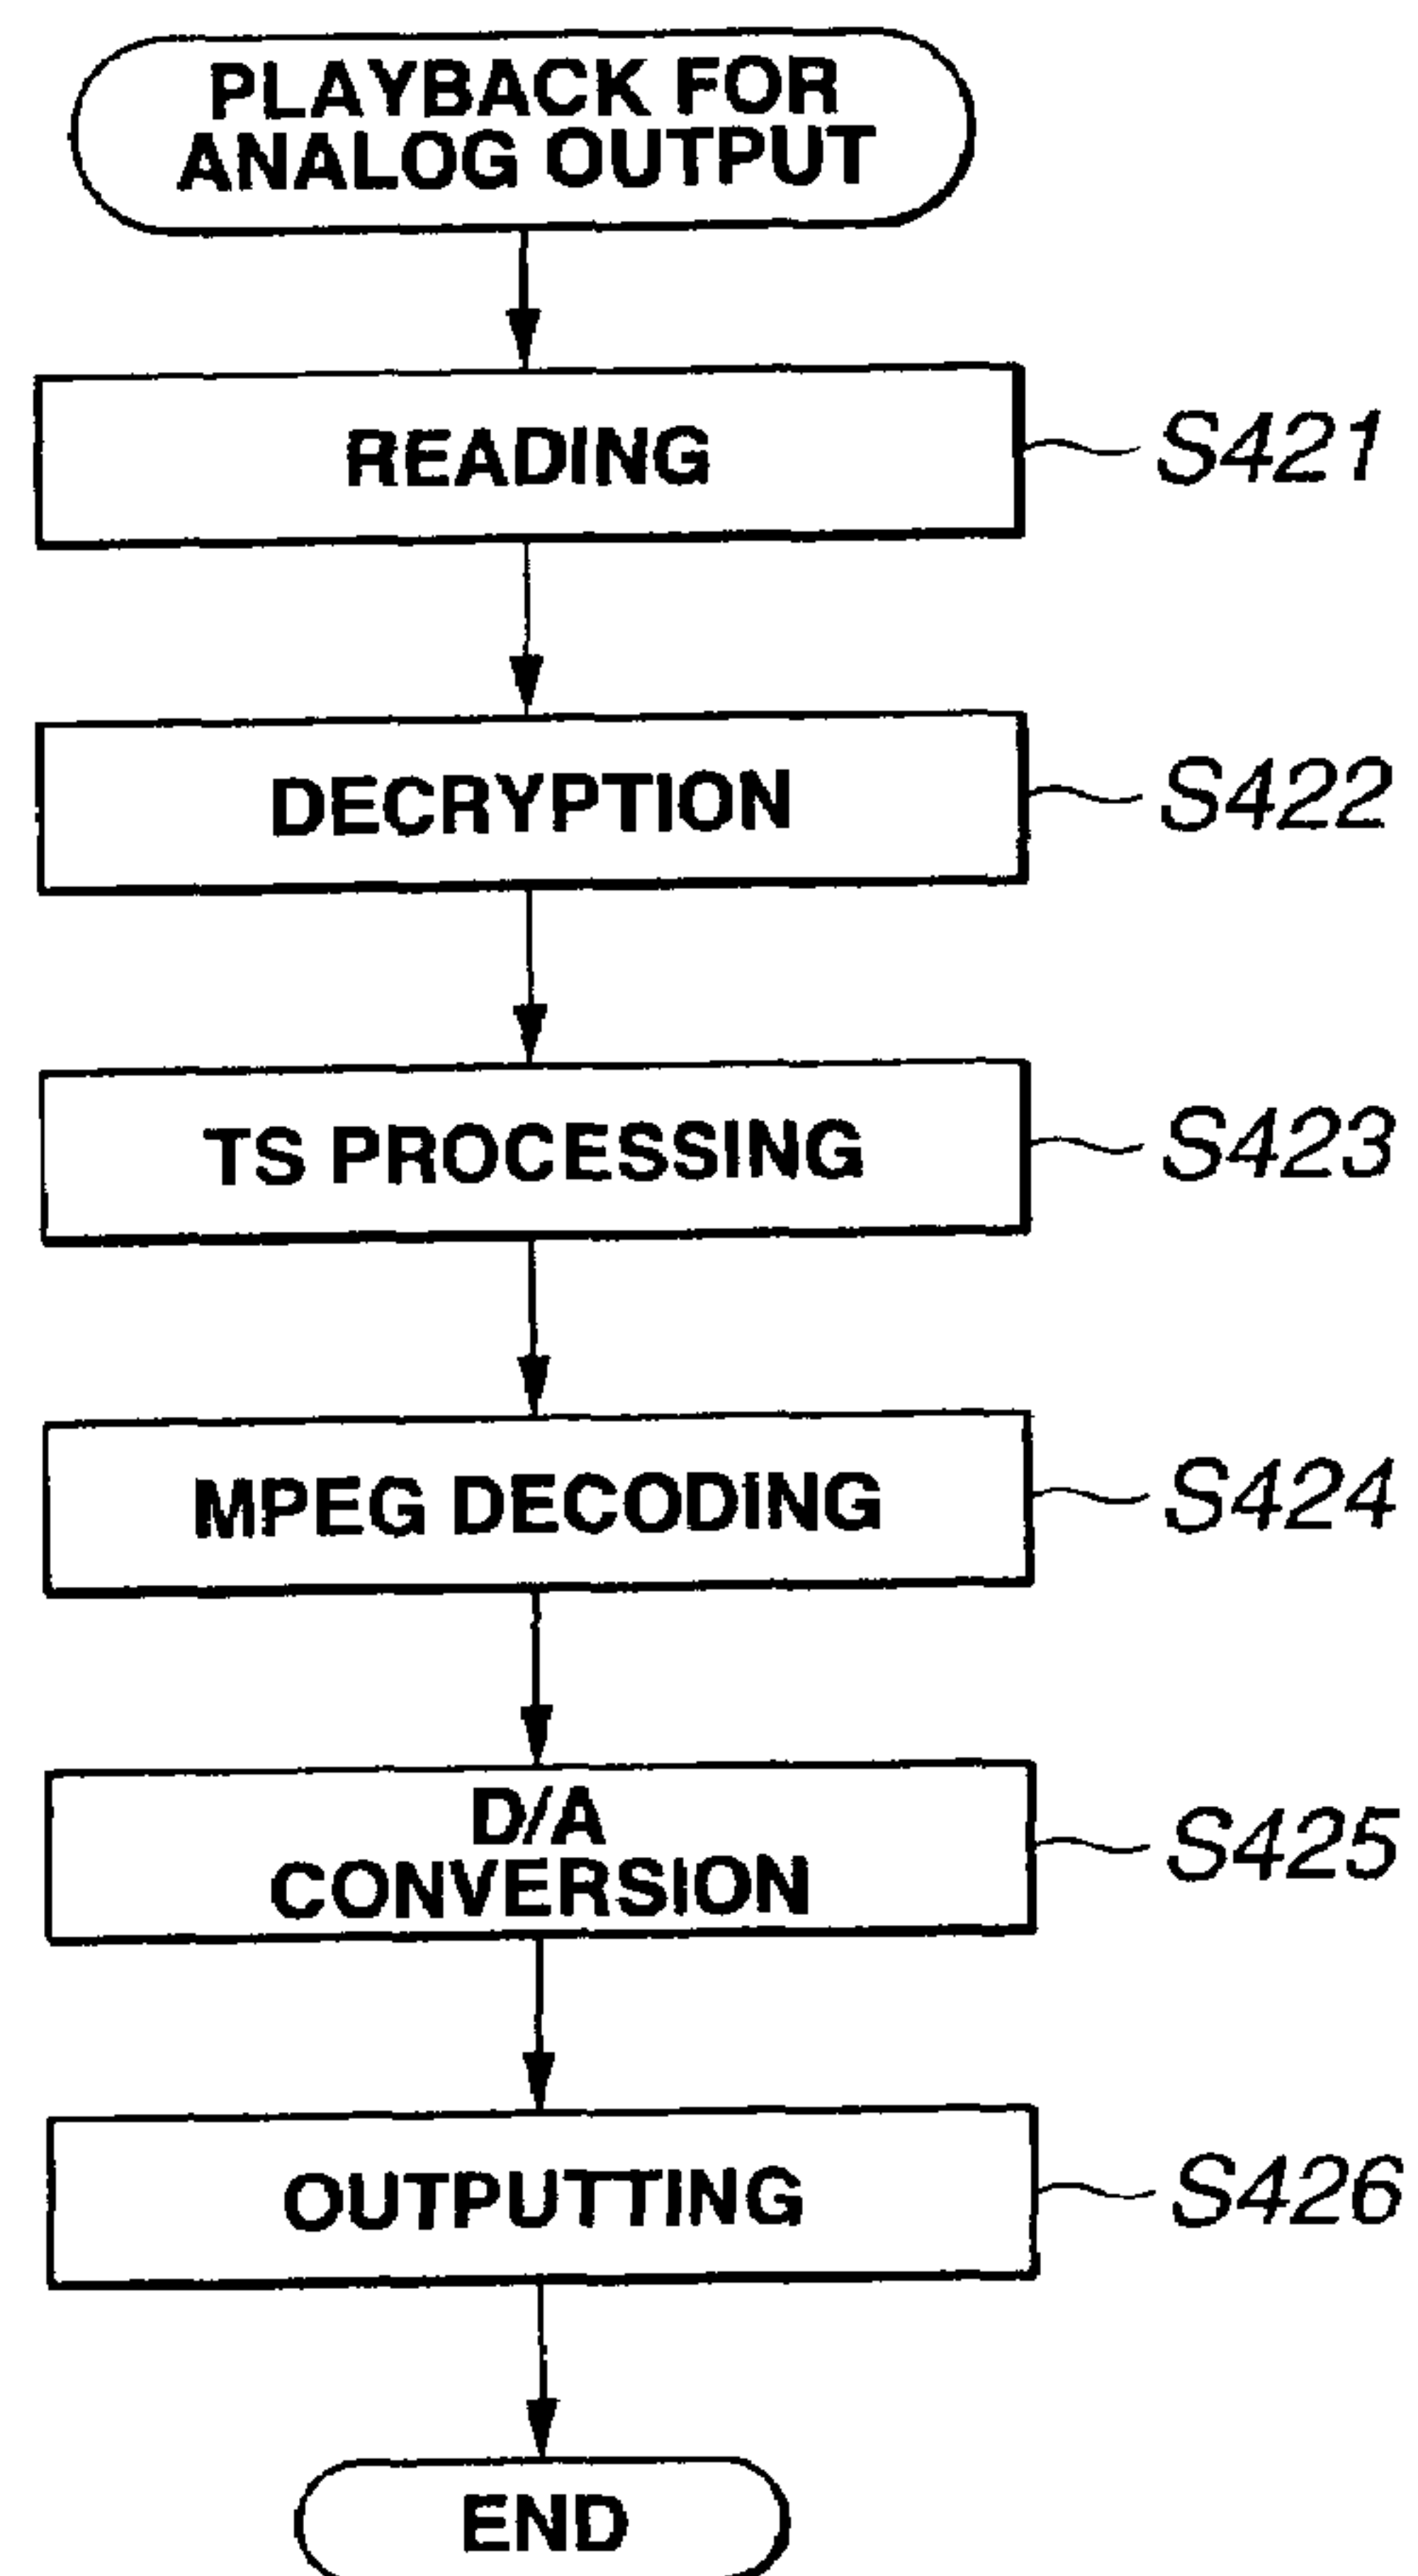 PLAYBACK FOR
ANALOG OUTPUT
READING
S421
DECRYPTION
S422
TS PROCESSING
S423
MPEG DECODING
S424
D/A
CONVERSION
S425
OUTPUTTING
S426
END